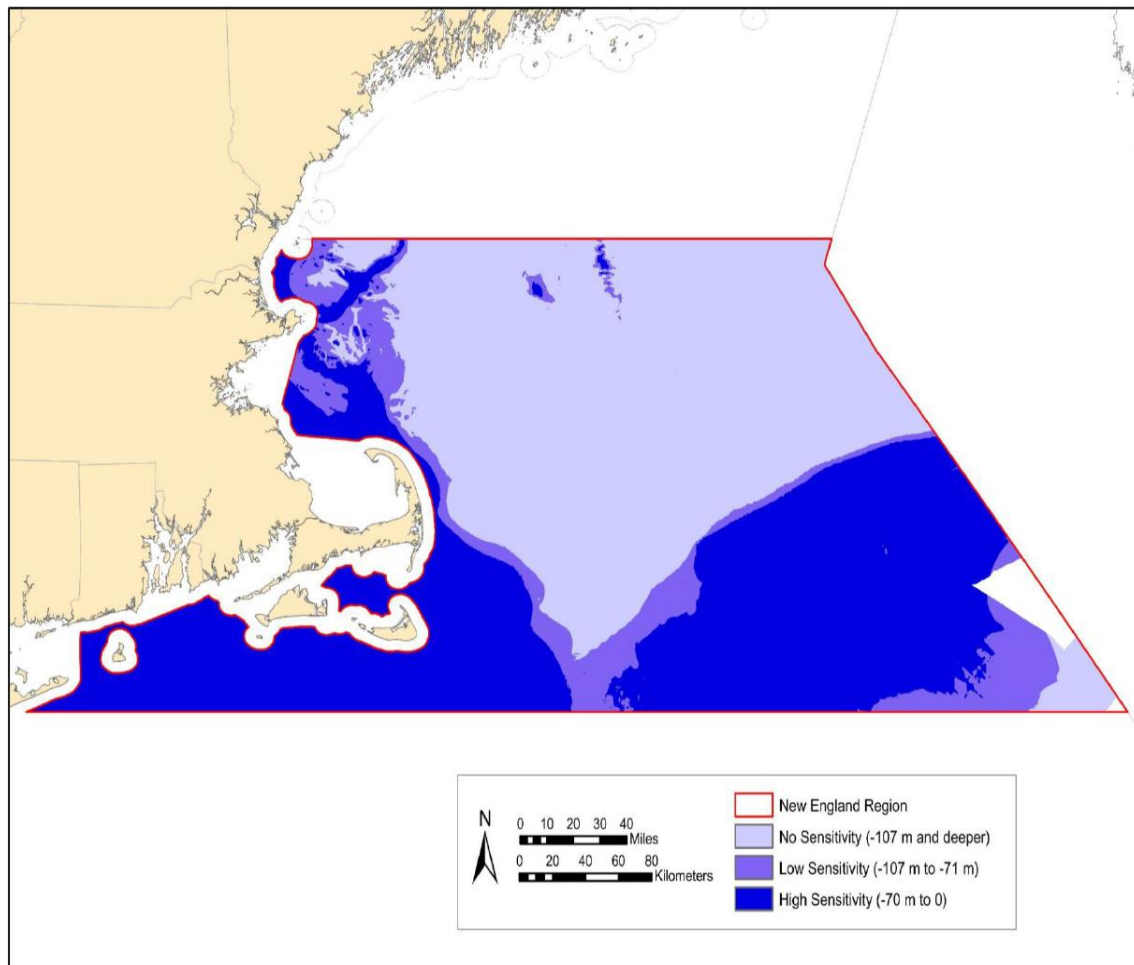 N
0 10 20 30 40
Miles
0 20 40 60 80
Kilometers
New England Region
No Sensitivity (-107 m and deeper)
Low Sensitivity (-107 m to -71 m)
High Sensitivity (-70 m to 0)